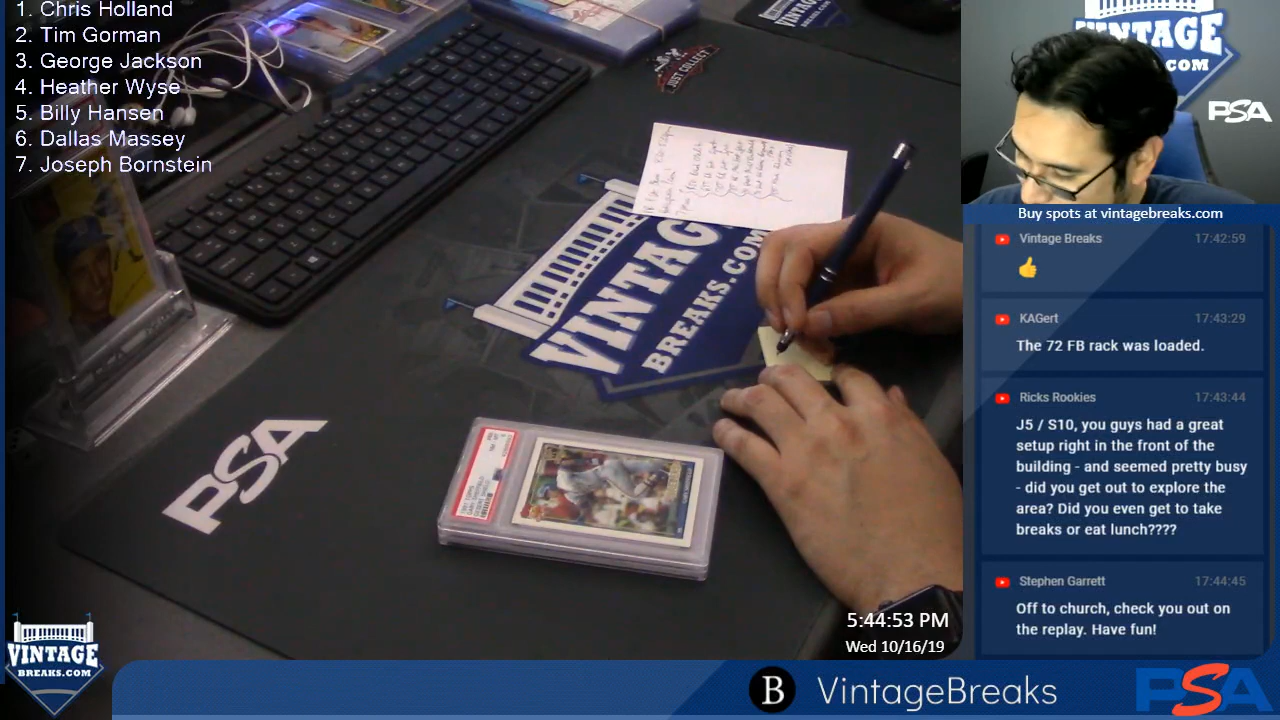 1. Chris Holland
2. Tim Gorman
3. George Jackson
4. Heather Wyse
5. Billy Hansen
6. Dallas Massey
7. Joseph Bornstein
JUST COLLECT
VINTAGE
BREAKS.COM
PSA
VINTAGE
.COM
PSA
Buy spots at vintagebreaks.com
Vintage Breaks 17:42:59
👍
KAGert 17:43:29
The 72 FB rack was loaded.
Ricks Rookies 17:43:44
J5 / S10, you guys had a great
setup right in the front of the
building - and seemed pretty busy
- did you get out to explore the
area? Did you even get to take
breaks or eat lunch????
Stephen Garrett 17:44:45
Off to church, check you out on
the replay. Have fun!
5:44:53 PM
Wed 10/16/19
VINTAGE
BREAKS.COM
B VintageBreaks
PSA